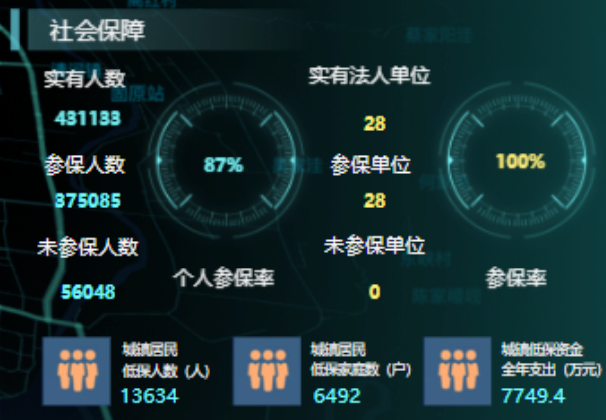 社会保障
实有人数
431133
参保人数
375085
未参保人数
56048
87%
个人参保率
实有法人单位
28
参保单位
28
未参保单位
0
100%
参保率
城镇居民
低保人数（人）
13634
城镇居民
低保家庭数（户）
6492
城镇低保资金
全年支出（万元）
7749.4
固原站